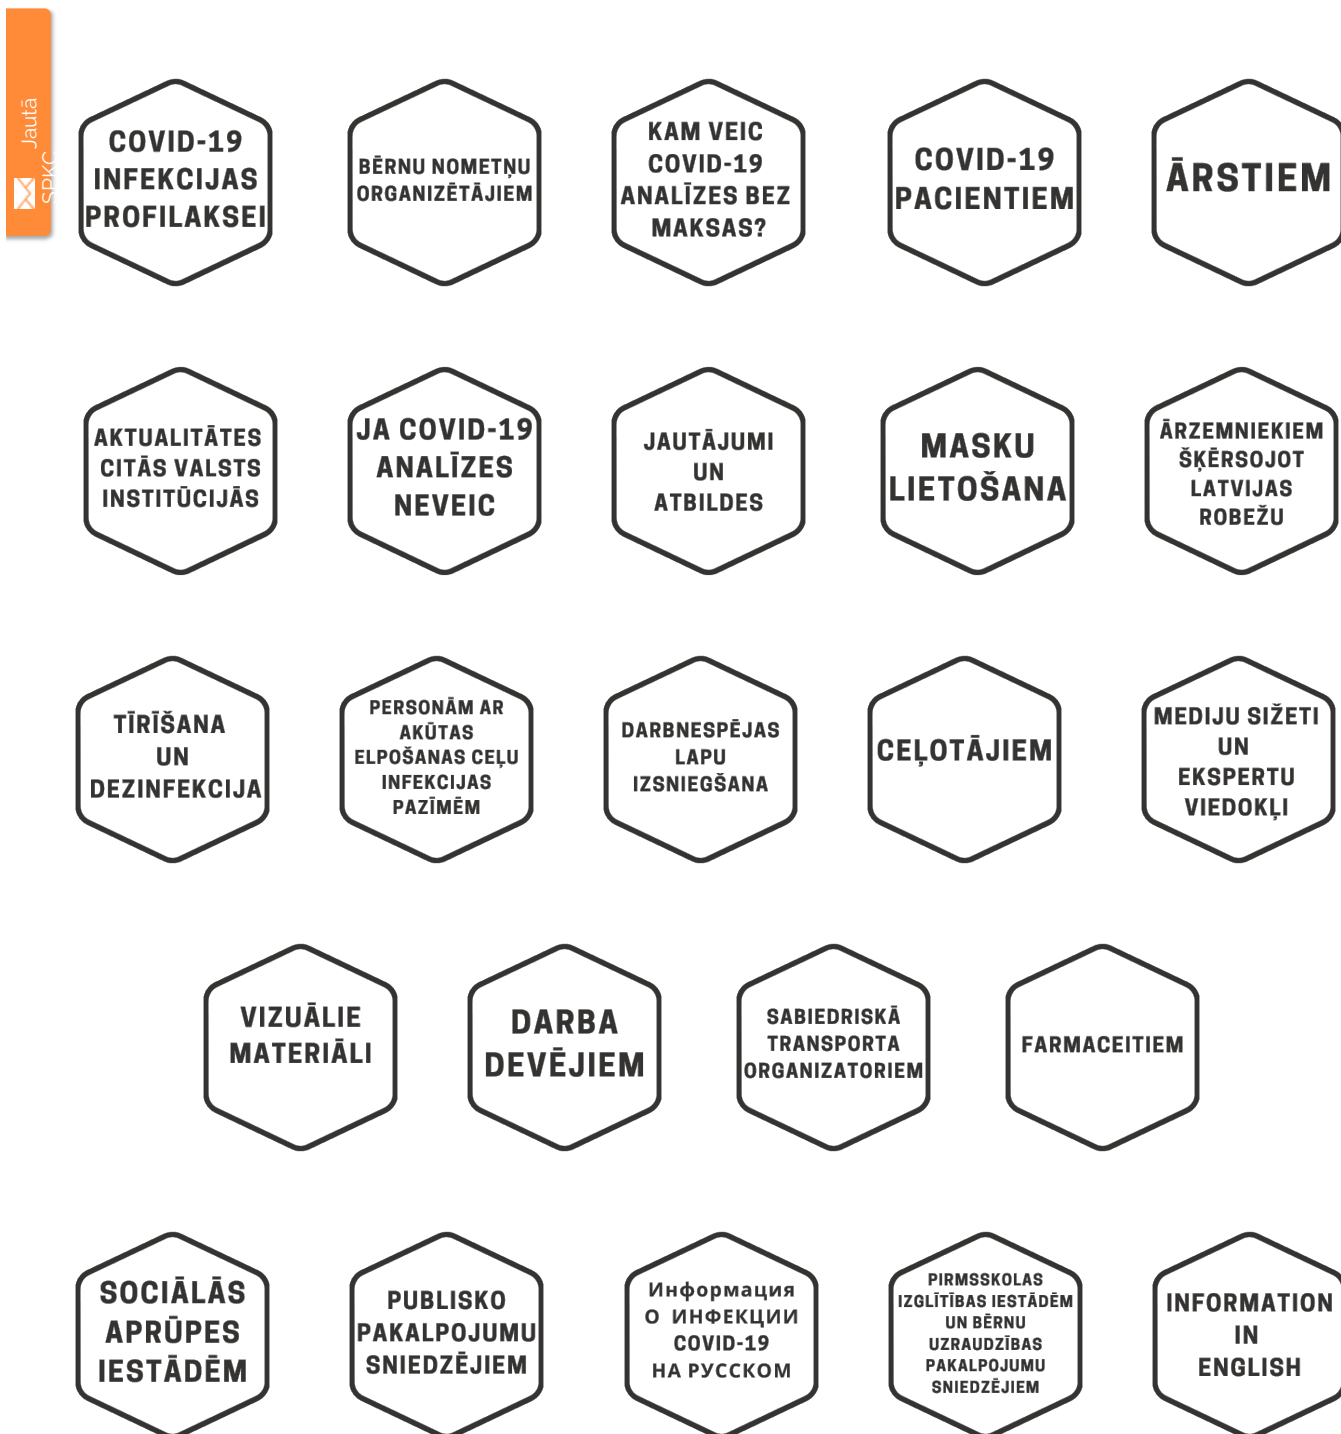 Jautā
SPKC
COVID-19
INFEKCIJAS
PROFILAKSEI
BĒRNU NOMETŅU
ORGANIZĒTĀJIEM
KAM VEIC
COVID-19
ANALĪZES BEZ
MAKSAS?
COVID-19
PACIENTIEM
ĀRSTIEM
AKTUALITĀTES
CITĀS VALSTS
INSTITŪCIJĀS
JA COVID-19
ANALĪZES
NEVEIC
JAUTĀJUMI
UN
ATBILDES
MASKU
LIETOŠANA
ĀRZEMNIEKIEM
ŠĶĒRSOJOT
LATVIJAS
ROBEŽU
TĪRĪŠANA
UN
DEZINFEKCIJA
PERSONĀM AR
AKŪTAS
ELPOŠANAS CEĻU
INFEKCIJAS
PAZĪMĒM
DARBNESPĒJAS
LAPU
IZSNIEGŠANA
CEĻOTĀJIEM
MEDIJU SIŽETI
UN
EKSPERTU
VIEDOKĻI
VIZUĀLIE
MATERIĀLI
DARBA
DEVĒJIEM
SABIEDRISKĀ
TRANSPORTA
ORGANIZATORIEM
FARMACEITIEM
SOCIĀLĀS
APRŪPES
IESTĀDĒM
PUBLISKO
PAKALPOJUMU
SNIEDZĒJIEM
Информация
О ИНФЕКЦИИ
COVID-19
НА РУССКОМ
PIRMSSKOLAS
IZGLĪTĪBAS IESTĀDĒM
UN BĒRNU
UZRAUDZĪBAS
PAKALPOJUMU
SNIEDZĒJIEM
INFORMATION
IN
ENGLISH